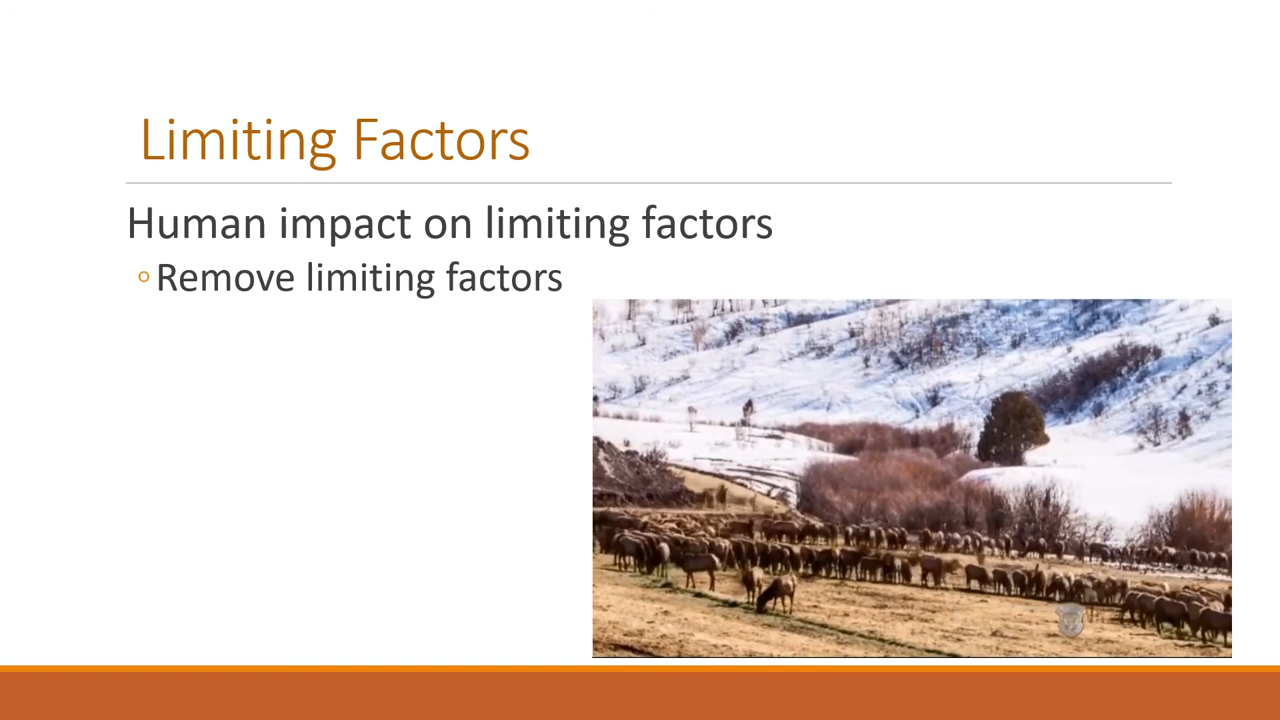 Limiting Factors
Human impact on limiting factors
Remove limiting factors